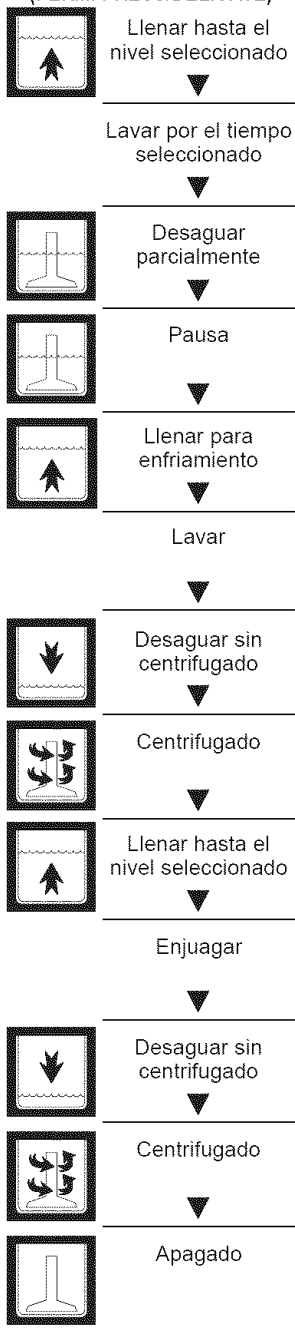 Llenar hasta el
nivel seleccionado
Lavar por el tiempo
seleccionado
Desaguar
parcialmente
Pausa
Llenar para
enfriamiento
Lavar
Desaguar sin
centrifugado
Centrifugado
Llenar hasta el
nivel seleccionado
Enjuagar
Desaguar sin
centrifugado
Centrifugado
Apagado